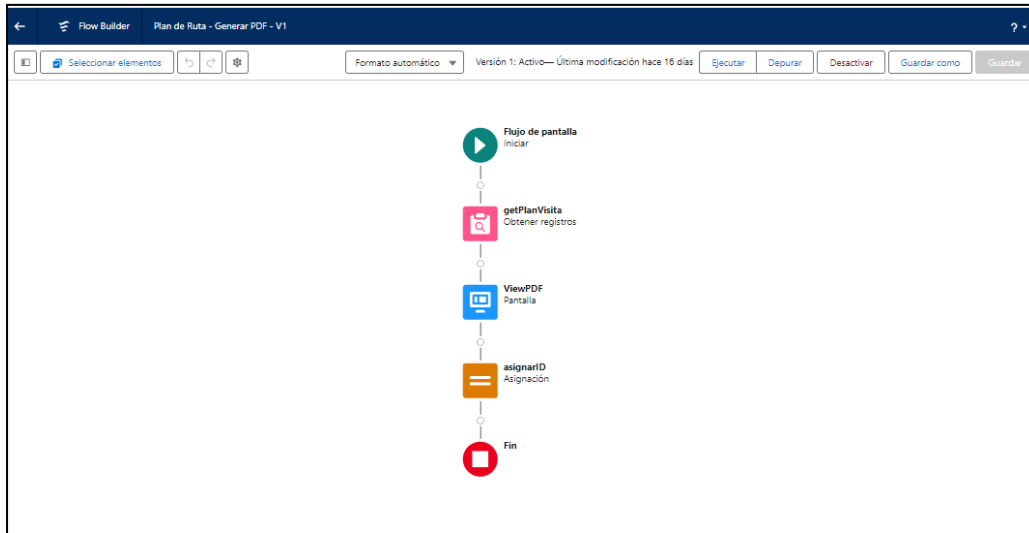 Flow Builder Plan de Ruta - Generar PDF - V1 ?
Seleccionar elementos Formato automático Versión 1: Activo— Última modificación hace 16 días Ejecutar Depurar Desactivar Guardar como Guardar
Flujo de pantalla
Iniciar
getPlanVisita
Obtener registros
ViewPDF
Pantalla
asignarID
Asignación
Fin